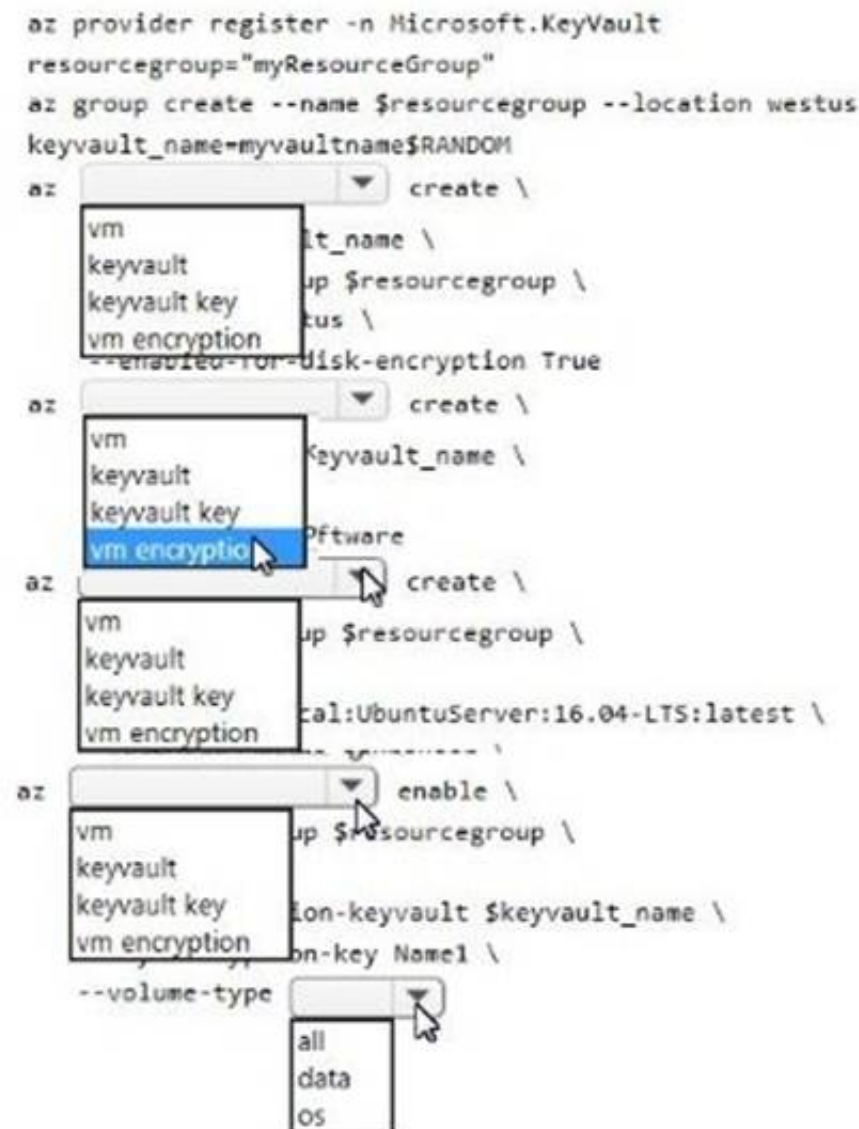 az provider register -n Microsoft.KeyVault
resourcegroup="myResourceGroup"
az group create --name $resourcegroup --location westus
keyvault_name=myvaultname$RANDOM
az create \
vm
lt_name \
keyvault
up $resourcegroup \
keyvault key
tus \
vm encryption
--enabled-for-disk-encryption True
az create \
vm
keyvault_name \
keyvault
keyvault key
vm encryption
ftware
az create \
vm
up $resourcegroup \
keyvault
keyvault key
cal:UbuntuServer:16.04-LTS:latest \
vm encryption
az enable \
vm
up $resourcegroup \
keyvault
keyvault key
ion-keyvault $keyvault_name \
vm encryption
on-key Name1 \
--volume-type
all
data
os